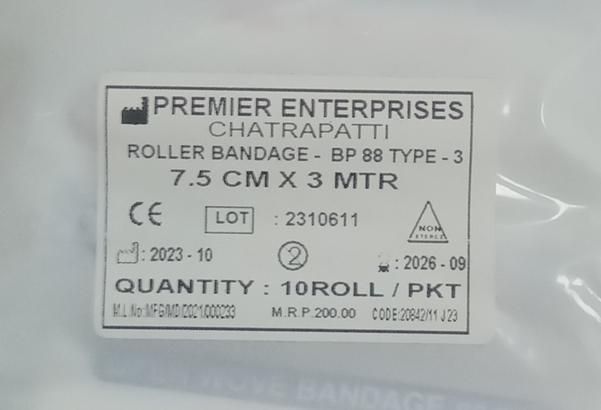 PREMIER ENTERPRISES
CHATRAPATTI
ROLLER BANDAGE - BP 88 TYPE - 3
7.5 CM X 3 MTR
CE LOT : 2310611 NON STERILE
: 2023 - 10 2 : 2026 - 09
QUANTITY : 10ROLL / PKT
M.L.No:MFG/MD/2021/000233 M.R.P.200.00 CODE:20842/11 J 23
WOVE BANDAGE